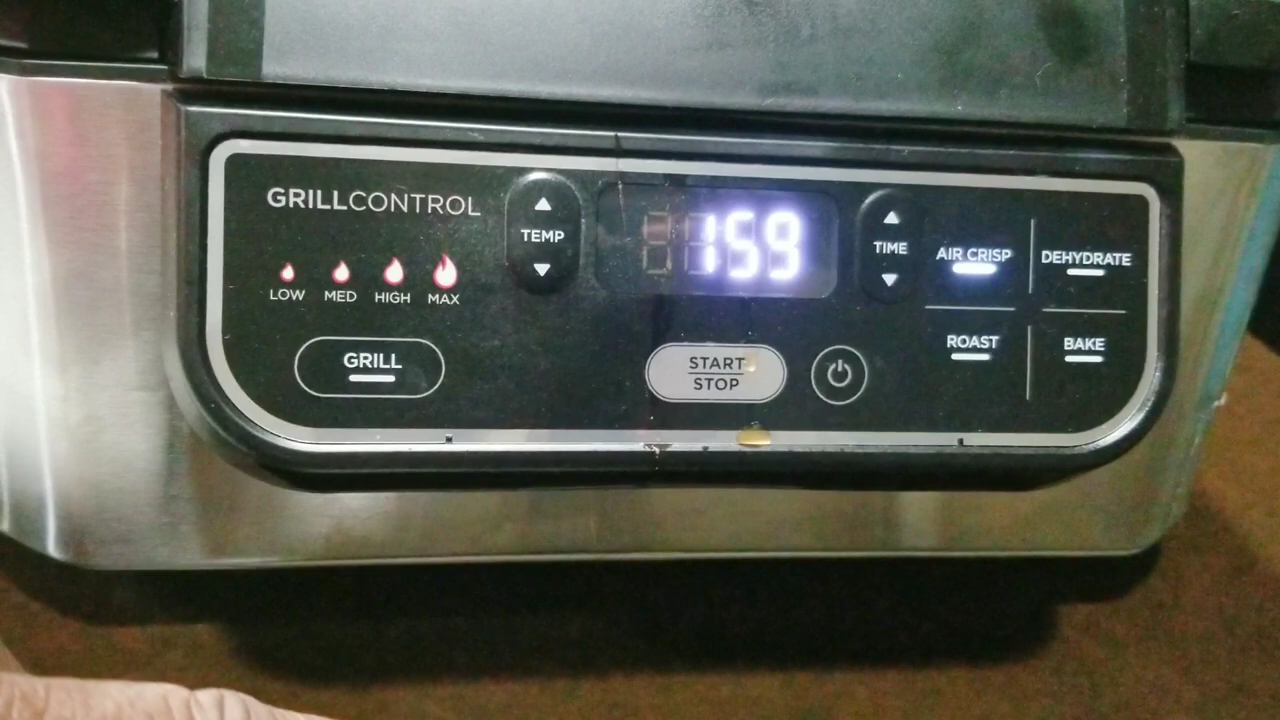 GRILLCONTROL
TEMP
159
TIME
AIR CRISP
DEHYDRATE
LOW
MED
HIGH
MAX
GRILL
START
STOP
ROAST
BAKE